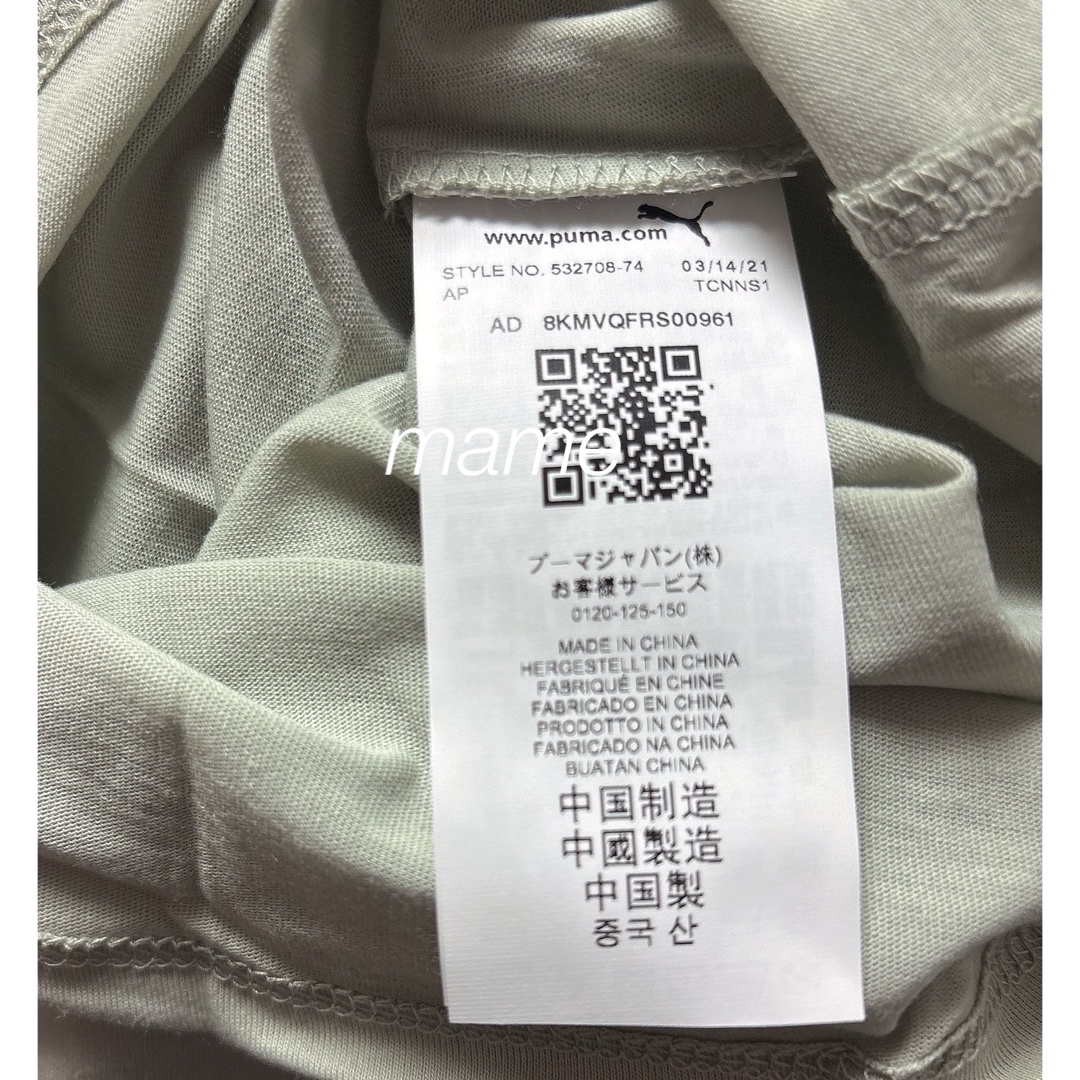 www.puma.com
STYLE NO. 532708-74 03/14/21
AP TCNNS1
AD 8KMVQFRS00961
mame
プーマジャパン(株)
お客様サービス
0120-125-150
MADE IN CHINA
HERGESTELLT IN CHINA
FABRIQUÉ EN CHINE
FABRICADO EN CHINA
PRODOTTO IN CHINA
FABRICADO NA CHINA
BUATAN CHINA
中国制造
中國製造
中国製
중국 산